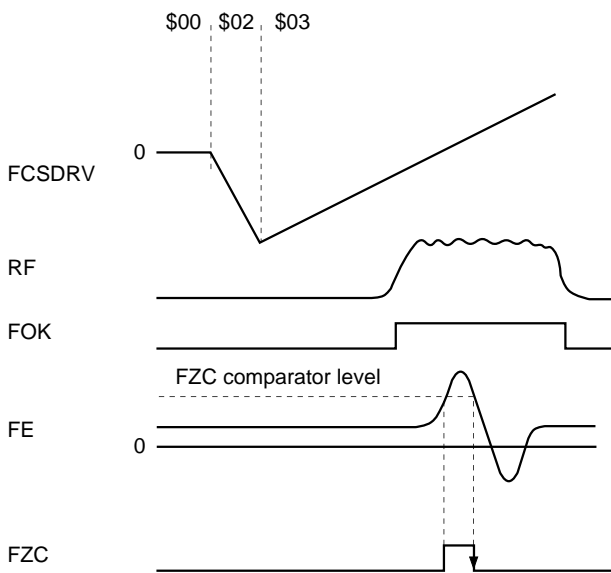 $00 $02 $03
0
FCSDRV
RF
FOK
FZC comparator level
FE
0
FZC